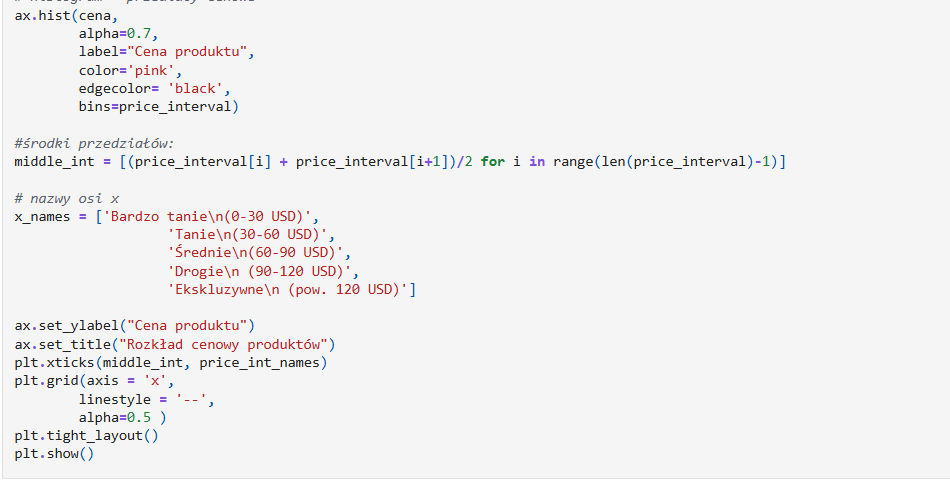 ax.hist(cena,
alpha=0.7,
label="Cena produktu",
color='pink',
edgecolor= 'black',
bins=price_interval)
#środki przedziałów:
middle_int = [(price_interval[i] + price_interval[i+1])/2 for i in range(len(price_interval)-1)]
# nazwy osi x
x_names = ['Bardzo tanie\n(0-30 USD)',
'Tanie\n(30-60 USD)',
'Średnie\n(60-90 USD)',
'Drogie\n (90-120 USD)',
'Ekskluzywne\n (pow. 120 USD)']
ax.set_ylabel("Cena produktu")
ax.set_title("Rozkład cenowy produktów")
plt.xticks(middle_int, price_int_names)
plt.grid(axis = 'x',
linestyle = '--',
alpha=0.5 )
plt.tight_layout()
plt.show()